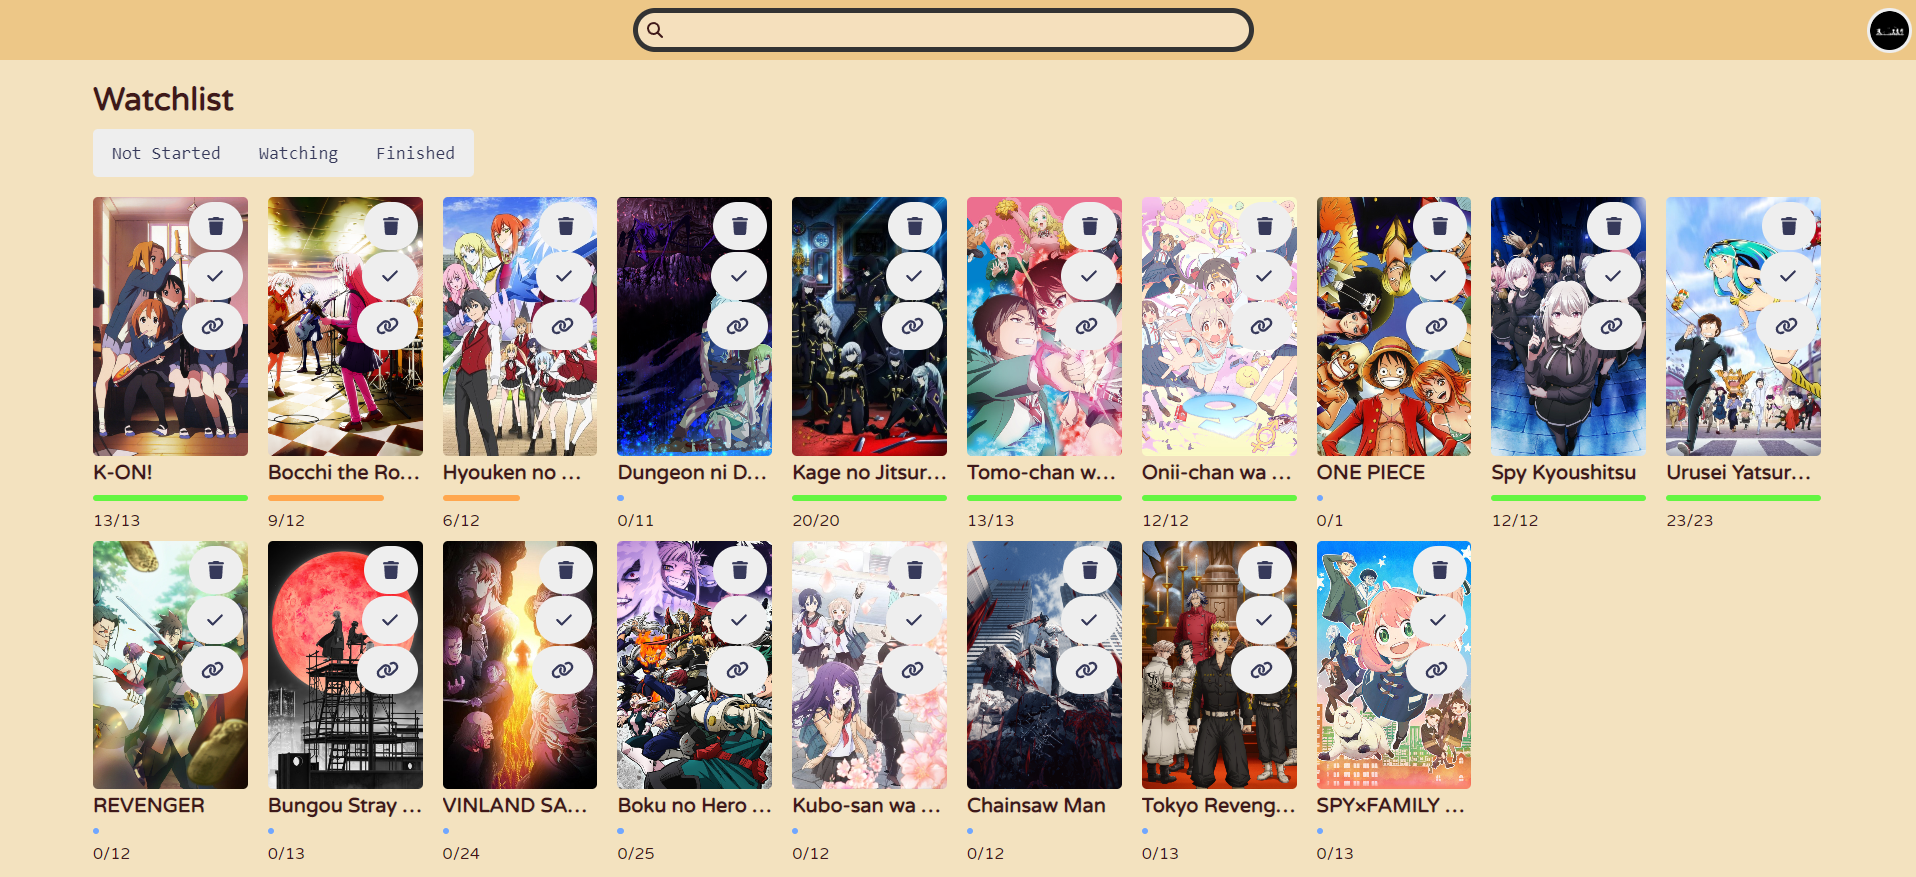 Watchlist
Not Started Watching Finished
K-ON! Bocchi the Ro... Hyouken no ... Dungeon ni D... Kage no Jitsur... Tomo-chan w... Onii-chan wa ... ONE PIECE Spy Kyoushitsu Urusei Yatsur...
13/13 9/12 6/12 0/11 20/20 13/13 12/12 0/1 12/12 23/23
REVENGER Bungou Stray ... VINLAND SA... Boku no Hero ... Kubo-san wa ... Chainsaw Man Tokyo Reveng... SPY×FAMILY ...
0/12 0/13 0/24 0/25 0/12 0/12 0/13 0/13